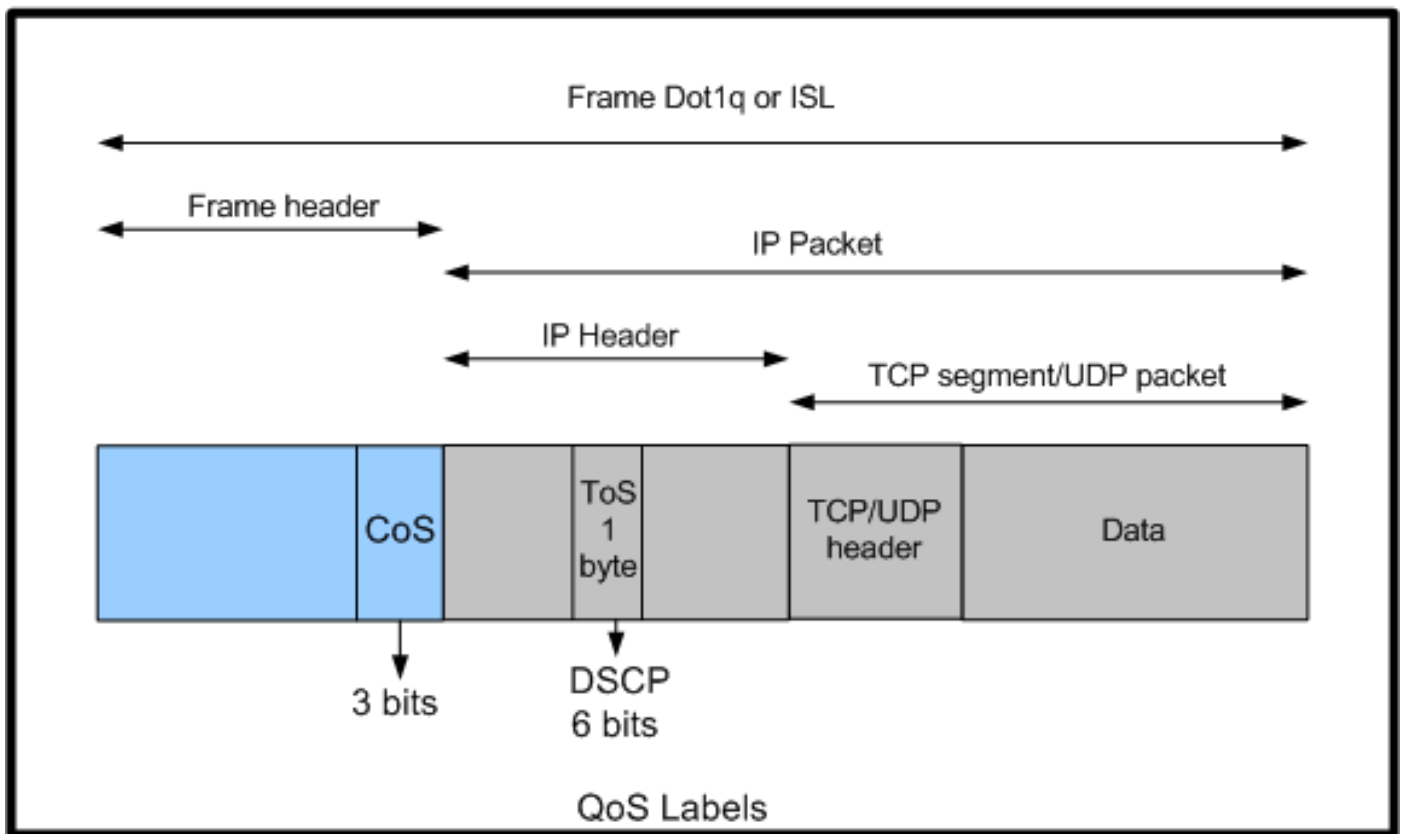 Frame Dot1q or ISL
Frame header
IP Packet
IP Header
TCP segment/UDP packet
CoS
ToS
1
byte
TCP/UDP
header
Data
3 bits
DSCP
6 bits
QoS Labels